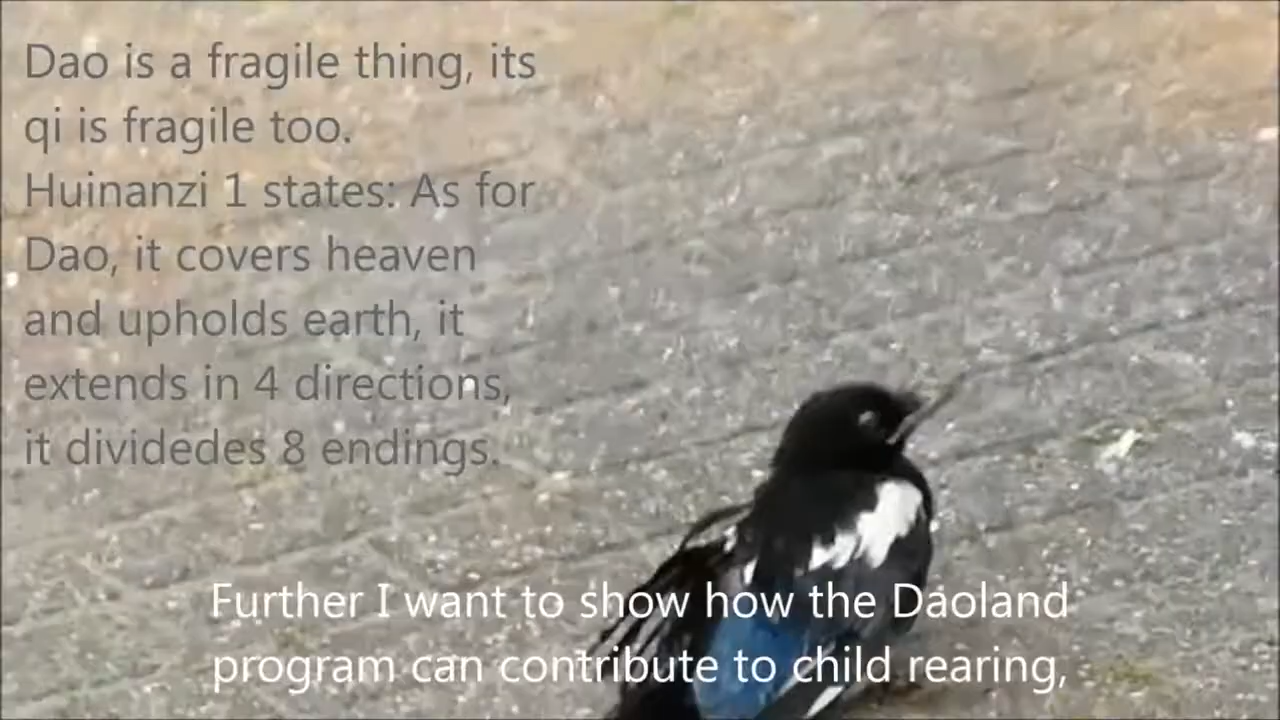 Dao is a fragile thing, its
qi is fragile too.
Huinanzi 1 states: As for
Dao, it covers heaven
and upholds earth, it
extends in 4 directions,
it dividedes 8 endings.
Further I want to show how the Daoland
program can contribute to child rearing,